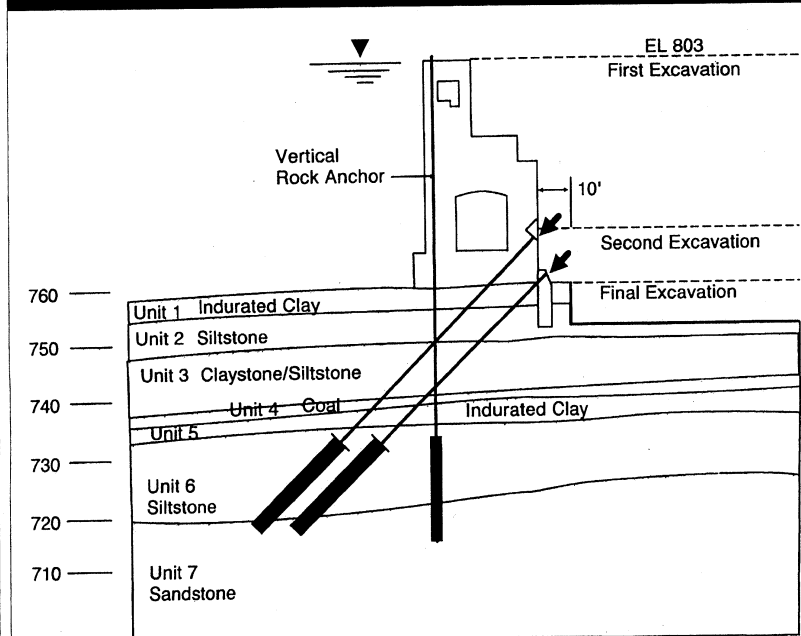 EL 803
First Excavation
Vertical
Rock Anchor
10'
Second Excavation
Final Excavation
760
Unit 1 Indurated Clay
Unit 2 Siltstone
750
Unit 3 Claystone/Siltstone
740
Unit 4 Coal
Indurated Clay
Unit 5
730
Unit 6
Siltstone
720
710
Unit 7
Sandstone